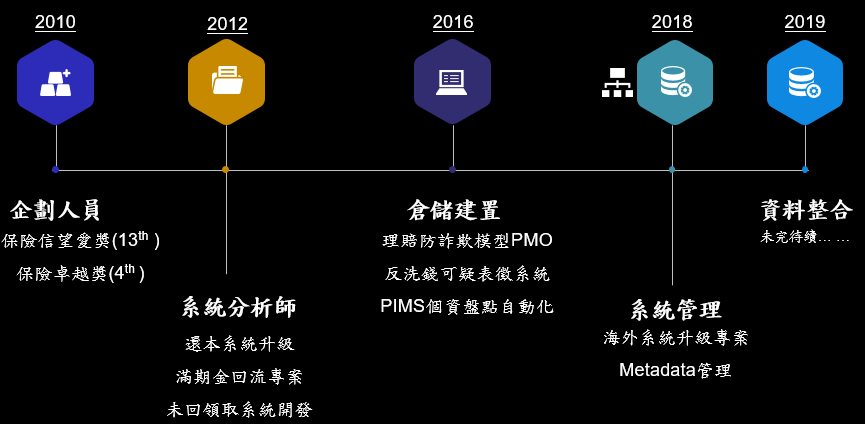 2010
2012
2016
2018
2019
企劃人員
保險信望愛獎(13th )
保險卓越獎(4th )
系統分析師
還本系統升級
滿期金回流專案
未回領取系統開發
倉儲建置
理賠防詐欺模型PMO
反洗錢可疑表徵系統
PIMS個資盤點自動化
系統管理
海外系統升級專案
Metadata管理
資料整合
未完待續… …